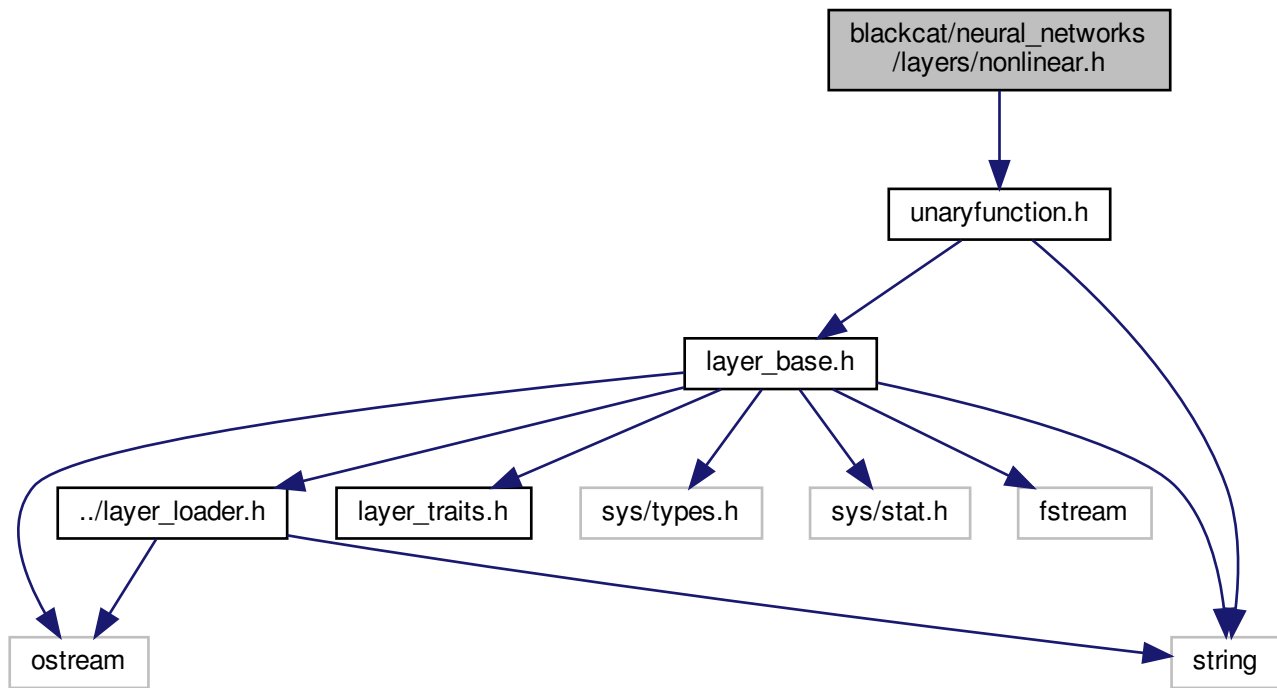 blackcat/neural_networks
/layers/nonlinear.h
unaryfunction.h
layer_base.h
../layer_loader.h
layer_traits.h
sys/types.h
sys/stat.h
fstream
ostream
string